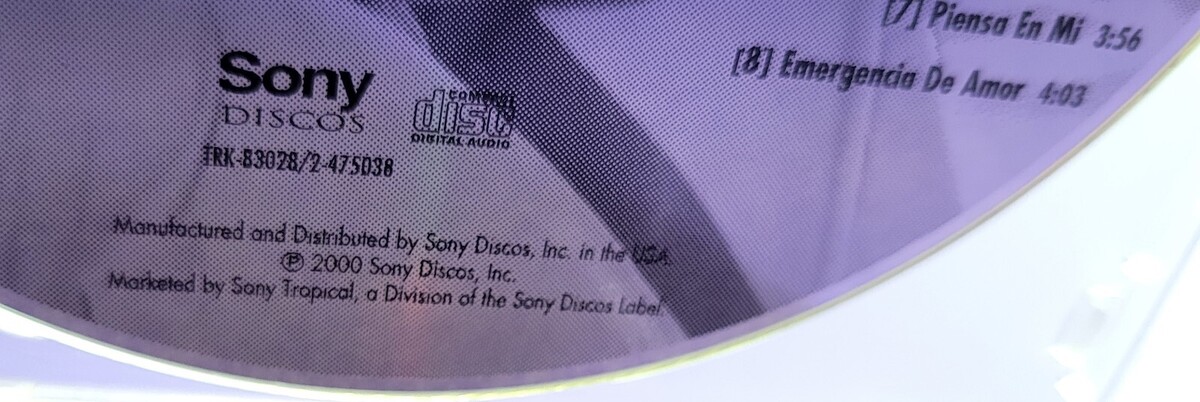 [7] Piensa En Mi 3:56
[8] Emergencia De Amor 4:03
Sony
DISCOS
COMPACT
disc
DIGITAL AUDIO
TRK-83028/2-475038
Manufactured and Distributed by Sony Discos, Inc. in the USA
℗ 2000 Sony Discos, Inc.
Marketed by Sony Tropical, a Division of the Sony Discos Label.